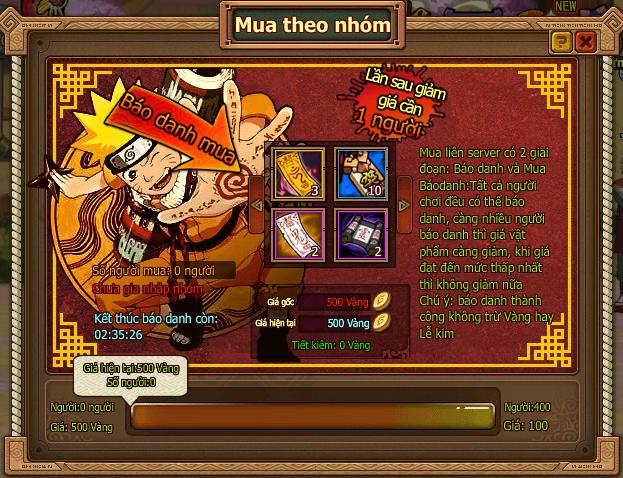 NEW
Mua theo nhóm
?
Báo danh mua
Lần sau giảm
giá cần
1 người
3
10
2
2
Mua liên server có 2 giai
đoạn: Báo danh và Mua
Báodanh:Tất cả người
chơi đều có thể báo
danh, càng nhiều người
báo danh thì giá vật
phẩm càng giảm, khi giá
đạt đến mức thấp nhất
thì không giảm nữa
Chú ý: báo danh thành
công không trừ Vàng hay
Lễ kim
Số người mua: 0 người
Chưa gia nhập nhóm
Kết thúc báo danh còn:
02:35:26
Giá gốc 500 Vàng
Giá hiện tại 500 Vàng
Tiết kiệm: 0 Vàng
Giá hiện tại:500 Vàng
Số người:0
Người:0 người
Giá: 500 Vàng
Người:400
Giá: 100